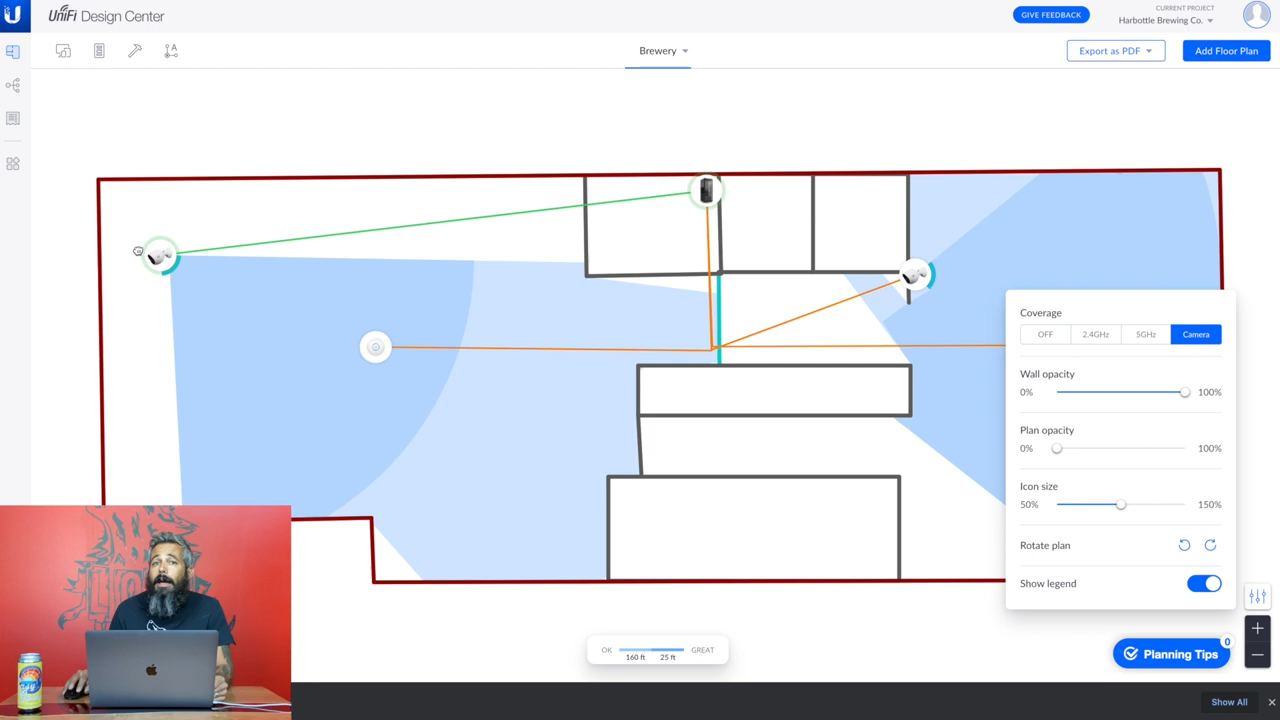 UniFi Design Center
GIVE FEEDBACK
CURRENT PROJECT
Harbottle Brewing Co.
Brewery
Export as PDF
Add Floor Plan
Coverage
OFF
2.4GHz
5GHz
Camera
Wall opacity
0%
100%
Plan opacity
0%
100%
Icon size
50%
150%
Rotate plan
Show legend
OK
160 ft
25 ft
GREAT
Planning Tips
0
Show All